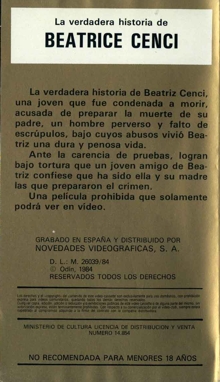 La verdadera historia de
BEATRICE CENCI
La verdadera historia de Beatriz Cenci,
una joven que fue condenada a morir,
acusada de preparar la muerte de su
padre, un hombre perverso y falto de
escrúpulos, bajo cuyos abusos vivió Bea-
triz una dura y penosa vida.
Ante la carencia de pruebas, logran
bajo tortura que un joven amigo de Bea-
triz confiese que ha sido ella y su madre
las que prepararon el crimen.
Una película prohibida que solamente
podrá ver en vídeo.
GRABADO EN ESPAÑA Y DISTRIBUIDO POR
NOVEDADES VIDEOGRAFICAS, S. A.
D. L.: M. 26039/84
© Odín, 1984
RESERVADOS TODOS LOS DERECHOS
MINISTERIO DE CULTURA LICENCIA DE DISTRIBUCION Y VENTA
NUMERO
NO RECOMENDADA PARA MENORES 18 AÑOS